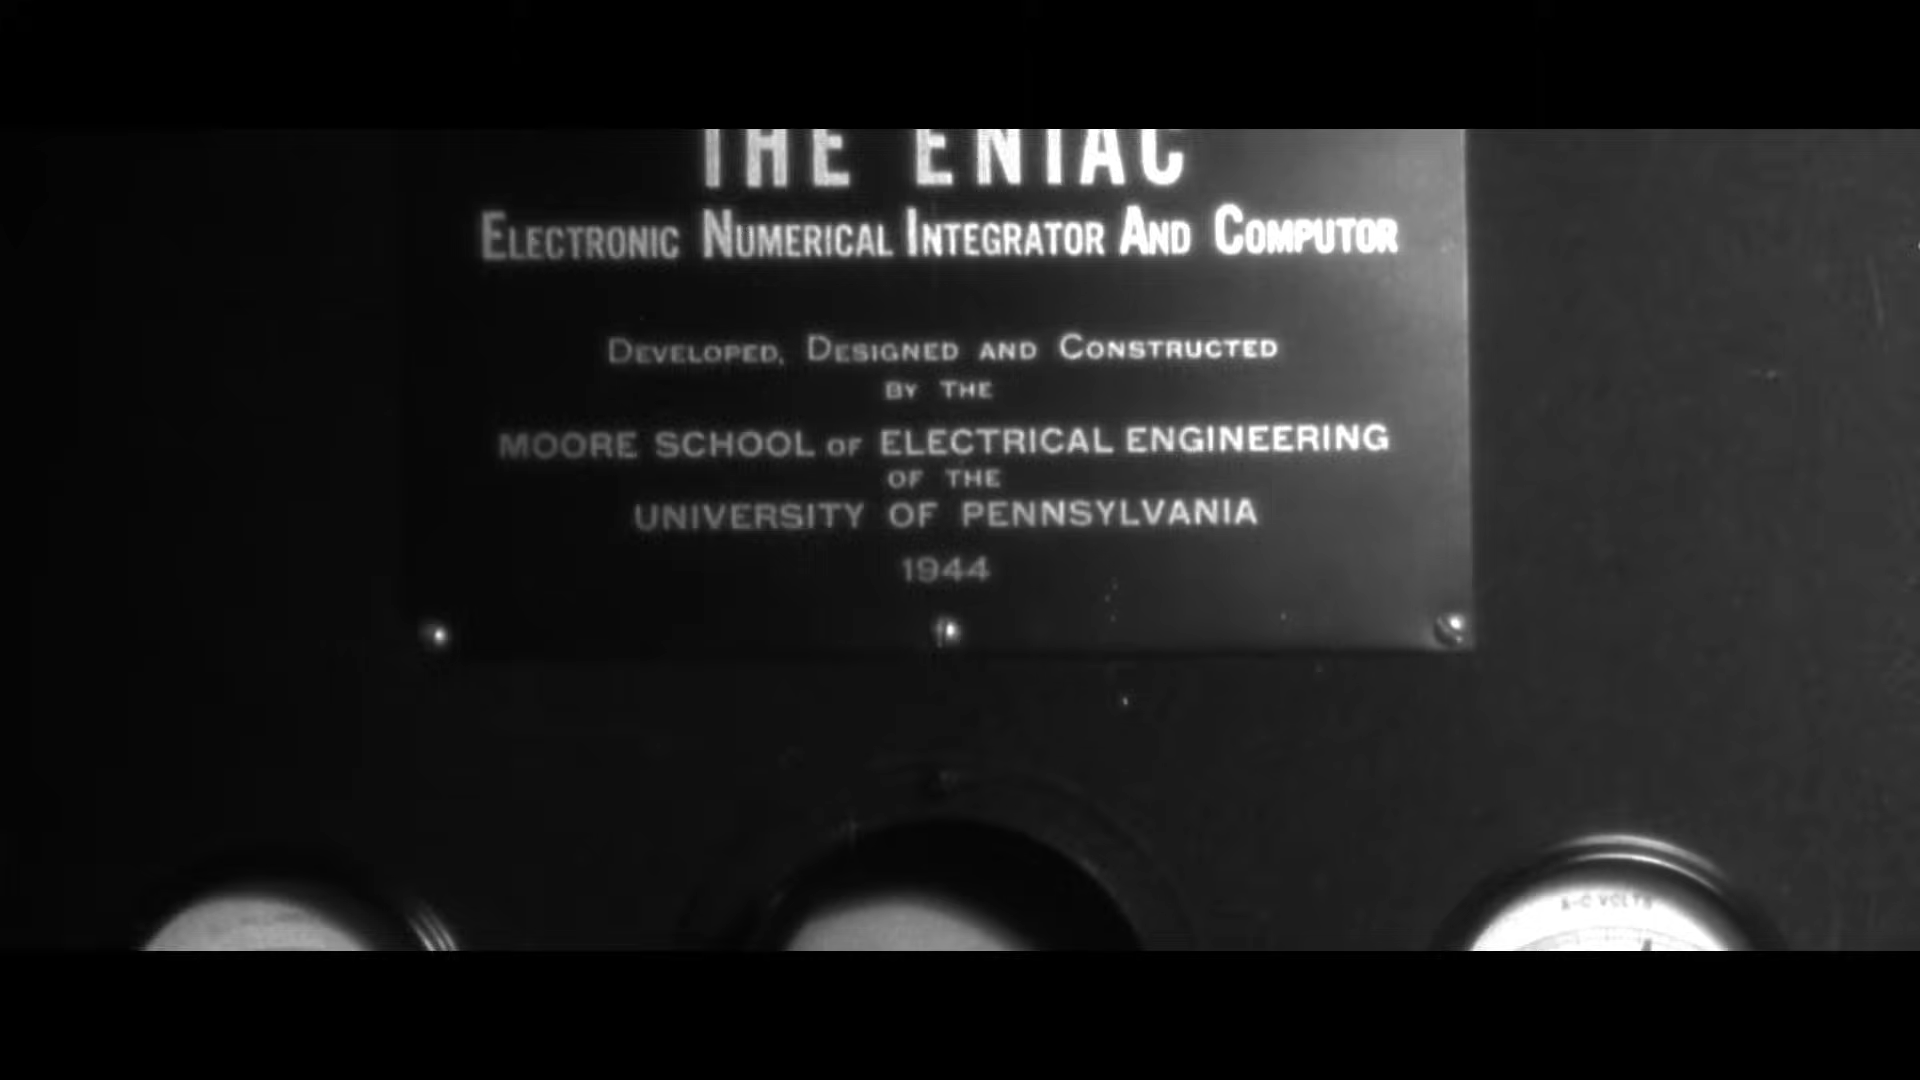 THE ENIAC
ELECTRONIC NUMERICAL INTEGRATOR AND COMPUTOR
DEVELOPED, DESIGNED AND CONSTRUCTED
BY THE
MOORE SCHOOL OF ELECTRICAL ENGINEERING
OF THE
UNIVERSITY OF PENNSYLVANIA
1944
A-C VOLTS